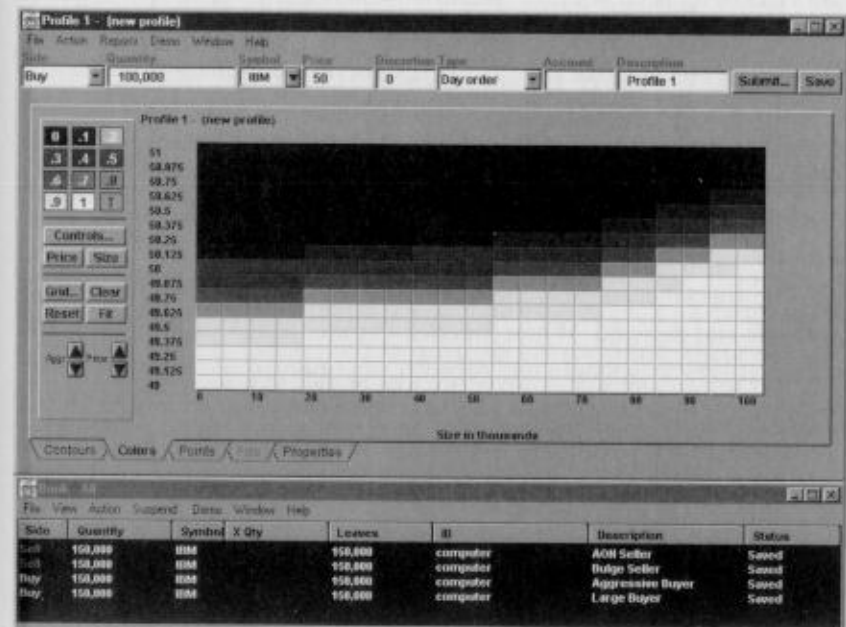 Profile 1 - (new profile)
File Action Reports Demo Window Help
Side Quantity Symbol Price Discretion Type Account Description
Buy 100,000 IBM 50 0 Day order Profile 1 Submit... Save
Profile 1 - (new profile)
0 .1
.3 .4 .5
.6 .7 .8
.9 1
Controls...
Price Size
Grid... Clear
Reset Fit
Price
51
50.875
50.75
50.625
50.5
50.375
50.25
50.125
50
49.875
49.75
49.625
49.5
49.375
49.25
49.125
49
0 10 20 30 40 50 60 70 80 90 100
Size in thousands
Contours Colors Points Properties
File View Action Suspend Demo Window Help
Side Quantity Symbol X Qty Leaves ID Description Status
Sell 150,000 IBM 150,000 computer AON Seller Saved
Sell 150,000 IBM 150,000 computer Bulge Seller Saved
Buy 150,000 IBM 150,000 computer Aggressive Buyer Saved
Buy 150,000 IBM 150,000 computer Large Buyer Saved